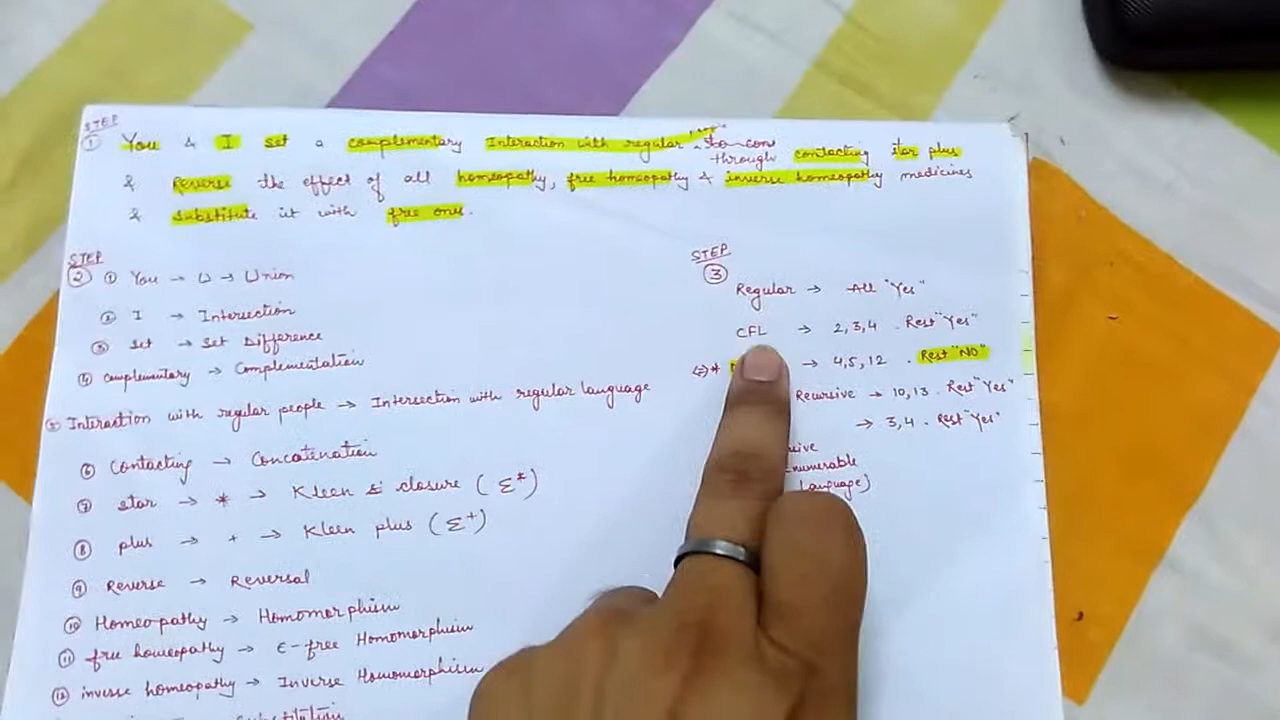 STEP
① You & I set a complementary Interaction with regular through contacting star plus
& Reverse the effect of all homeopathy, free homeopathy & inverse homeopathy medicines
& substitute it with free ones.
STEP
② ① You → U → Union
② I → Intersection
③ Set → Set Difference
④ Complementary → Complementation
⑤ Interaction with regular people → Intersection with regular language
⑥ Contacting → Concatenation
⑦ star → * → Kleen closure (Σ*)
⑧ plus → + → Kleen plus (Σ+)
⑨ Reverse → Reversal
⑩ Homeopathy → Homomorphism
⑪ free homeopathy → ε-free Homomorphism
⑫ inverse homeopathy → Inverse Homomorphism
Substitution
STEP
③
Regular → All "Yes"
CFL → 2,3,4 . Rest "Yes"
* → 4,5,12 . Rest "NO"
Recursive → 10,13 . Rest "Yes"
→ 3,4 . Rest "Yes"
language)